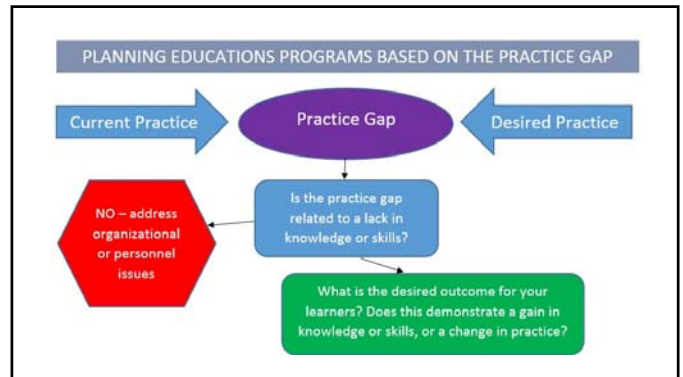 PLANNING EDUCATIONS PROGRAMS BASED ON THE PRACTICE GAP
Current Practice
Practice Gap
Desired Practice
Is the practice gap
related to a lack in
knowledge or skills?
NO – address
organizational
or personnel
issues
What is the desired outcome for your
learners? Does this demonstrate a gain in
knowledge or skills, or a change in practice?